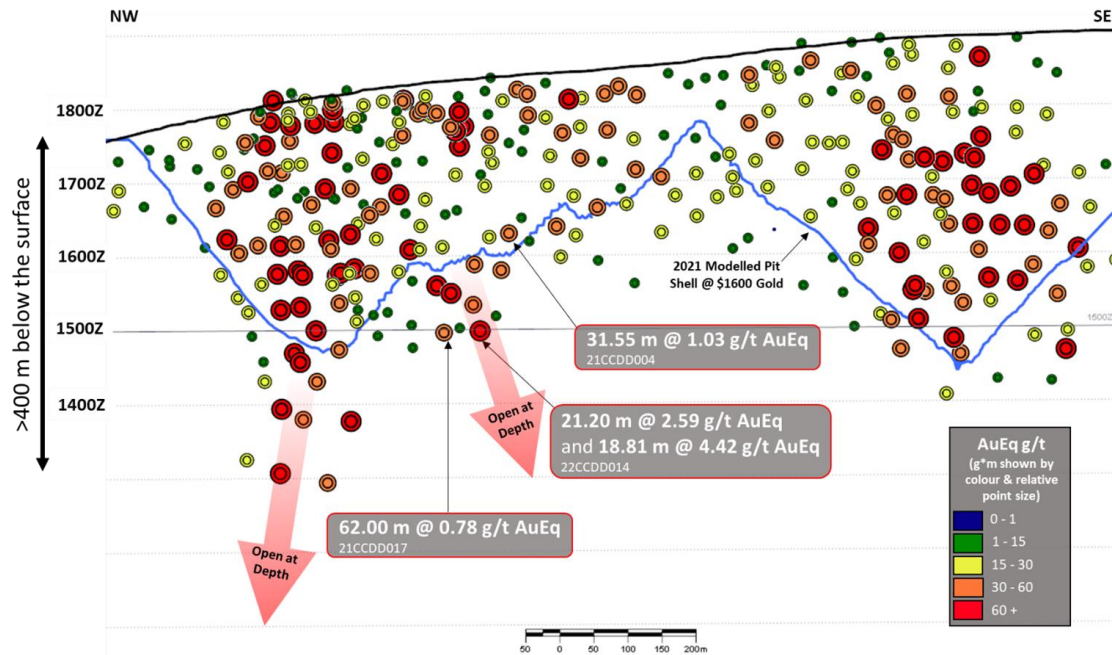 NW
SE
1800Z
1700Z
1600Z
1500Z
1400Z
1500Z
>400 m below the surface
2021 Modelled Pit
Shell @ $1600 Gold
31.55 m @ 1.03 g/t AuEq
21CCDD004
21.20 m @ 2.59 g/t AuEq
and 18.81 m @ 4.42 g/t AuEq
22CCDD014
62.00 m @ 0.78 g/t AuEq
21CCDD017
Open at
Depth
Open at
Depth
AuEq g/t
(g*m shown by
colour & relative
point size)
0 - 1
1 - 15
15 - 30
30 - 60
60 +
50 0 50 100 150 200m